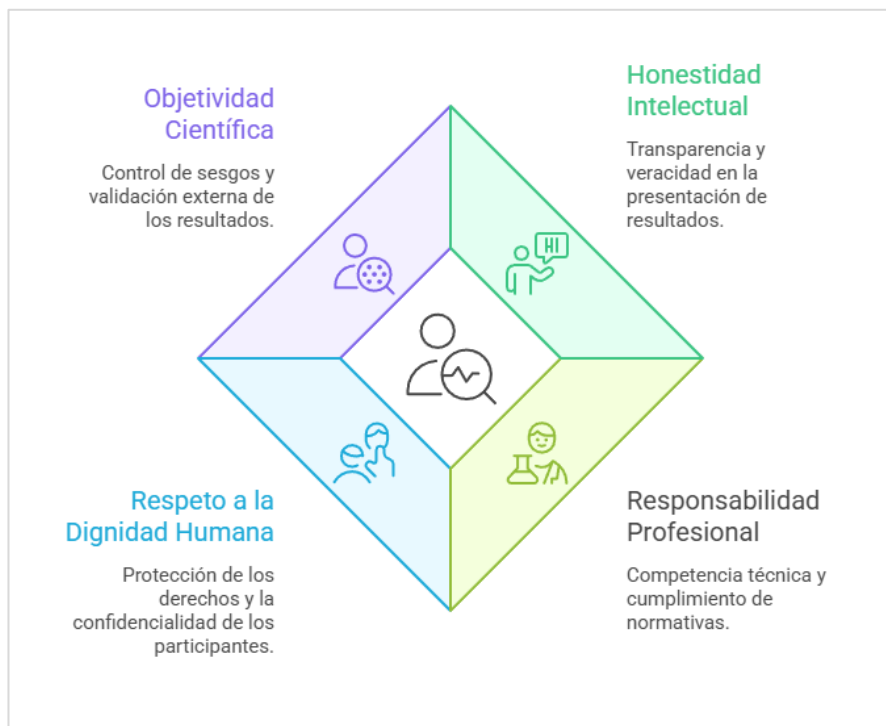 Objetividad
Científica
Control de sesgos y
validación externa de
los resultados.
Honestidad
Intelectual
Transparencia y
veracidad en la
presentación de
resultados.
HI
Respeto a la
Dignidad Humana
Protección de los
derechos y la
confidencialidad de los
participantes.
Responsabilidad
Profesional
Competencia técnica y
cumplimiento de
normativas.